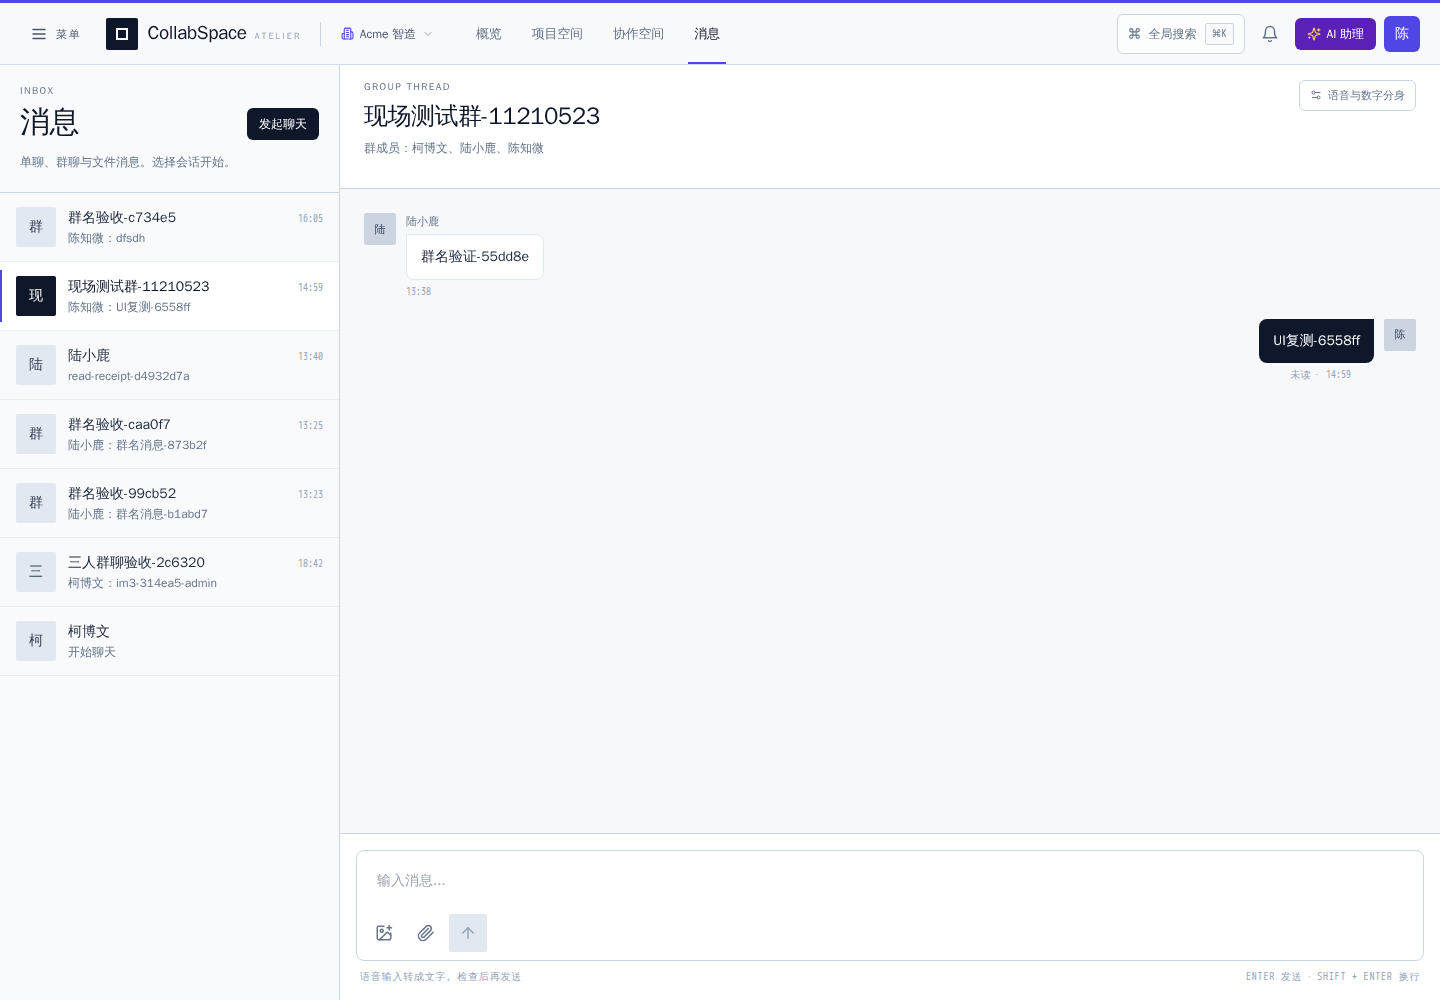 菜单
CollabSpace ATELIER
Acme 智造
概览
项目空间
协作空间
消息
⌘ 全局搜索 ⌘K
AI 助理
陈
INBOX
消息
发起聊天
单聊、群聊与文件消息。选择会话开始。
群
群名验收-c734e5
16:05
陈知微：dfsdh
现
现场测试群-11210523
14:59
陈知微：UI复测-6558ff
陆
陆小鹿
13:40
read-receipt-d4932d7a
群
群名验收-caa0f7
13:25
陆小鹿：群名消息-873b2f
群
群名验收-99cb52
13:23
陆小鹿：群名消息-b1abd7
三
三人群聊验收-2c6320
18:42
柯博文：im3-314ea5-admin
柯
柯博文
开始聊天
GROUP THREAD
现场测试群-11210523
群成员：柯博文、陆小鹿、陈知微
语音与数字分身
陆
陆小鹿
群名验证-55dd8e
13:38
UI复测-6558ff
陈
未读 · 14:59
输入消息...
语音输入转成文字，检查后再发送
ENTER 发送 · SHIFT + ENTER 换行